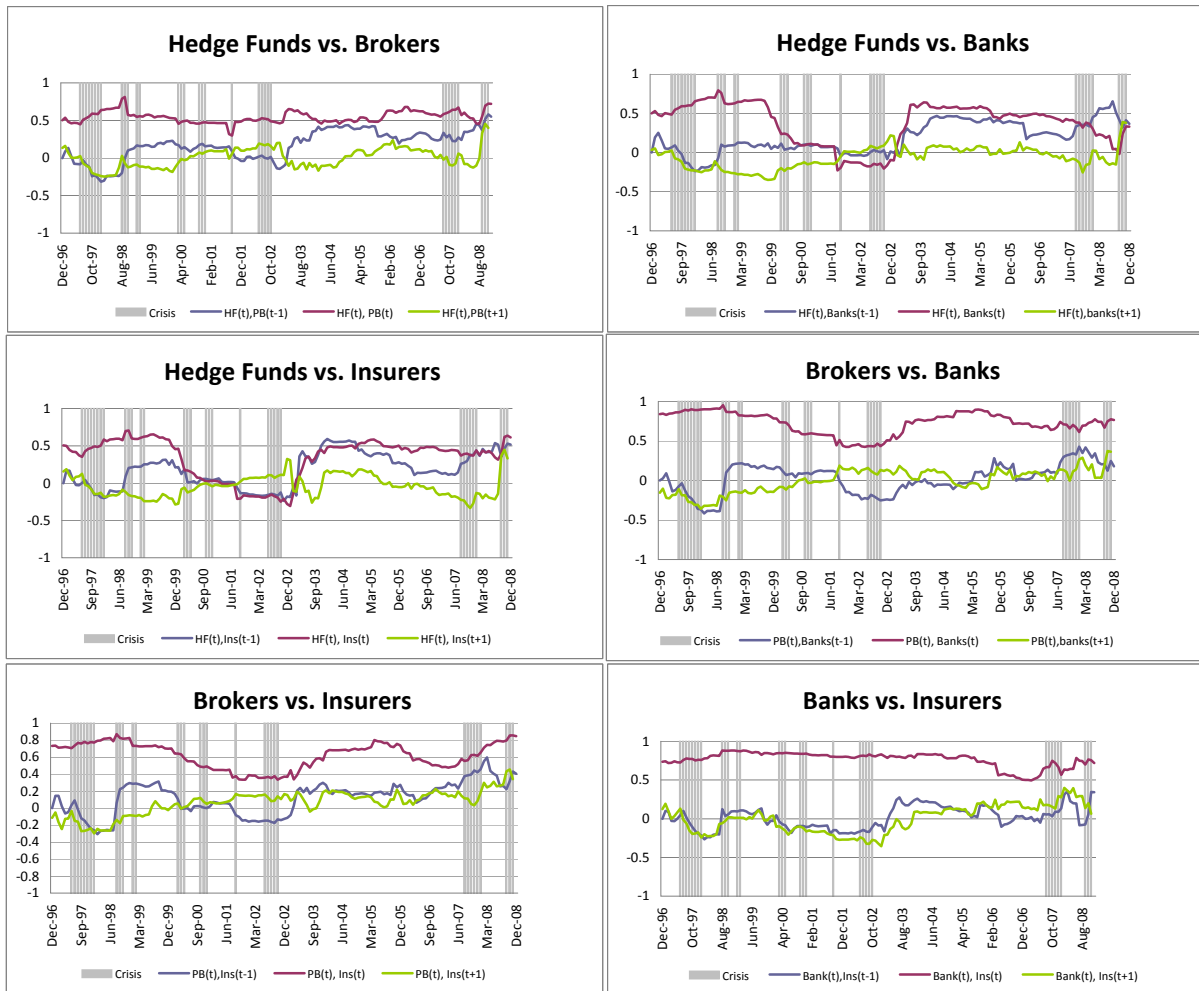 Hedge Funds vs. Brokers
1
0.5
0
-0.5
-1
Dec-96 Oct-97 Aug-98 Jun-99 Apr-00 Feb-01 Dec-01 Oct-02 Aug-03 Jun-04 Apr-05 Feb-06 Dec-06 Oct-07 Aug-08
Crisis HF(t),PB(t-1) HF(t), PB(t) HF(t),PB(t+1)
Hedge Funds vs. Banks
1
0.5
0
-0.5
-1
Dec-96 Sep-97 Jun-98 Mar-99 Dec-99 Sep-00 Jun-01 Mar-02 Dec-02 Sep-03 Jun-04 Mar-05 Dec-05 Sep-06 Jun-07 Mar-08 Dec-08
Crisis HF(t),Banks(t-1) HF(t), Banks(t) HF(t),banks(t+1)
Hedge Funds vs. Insurers
1
0.5
0
-0.5
-1
Dec-96 Sep-97 Jun-98 Mar-99 Dec-99 Sep-00 Jun-01 Mar-02 Dec-02 Sep-03 Jun-04 Mar-05 Dec-05 Sep-06 Jun-07 Mar-08 Dec-08
Crisis HF(t),Ins(t-1) HF(t), Ins(t) HF(t), Ins(t+1)
Brokers vs. Banks
1
0.5
0
-0.5
-1
Dec-96 Sep-97 Jun-98 Mar-99 Dec-99 Sep-00 Jun-01 Mar-02 Dec-02 Sep-03 Jun-04 Mar-05 Dec-05 Sep-06 Jun-07 Mar-08 Dec-08
Crisis PB(t),Banks(t-1) PB(t), Banks(t) PB(t),banks(t+1)
Brokers vs. Insurers
1
0.8
0.6
0.4
0.2
0
-0.2
-0.4
-0.6
-0.8
-1
Dec-96 Sep-97 Jun-98 Mar-99 Dec-99 Sep-00 Jun-01 Mar-02 Dec-02 Sep-03 Jun-04 Mar-05 Dec-05 Sep-06 Jun-07 Mar-08 Dec-08
Crisis PB(t),Ins(t-1) PB(t), Ins(t) PB(t), Ins(t+1)
Banks vs. Insurers
1
0.5
0
-0.5
-1
Dec-96 Oct-97 Aug-98 Jun-99 Apr-00 Feb-01 Dec-01 Oct-02 Aug-03 Jun-04 Apr-05 Feb-06 Dec-06 Oct-07 Aug-08
Crisis Bank(t),Ins(t-1) Bank(t), Ins(t) Bank(t), Ins(t+1)